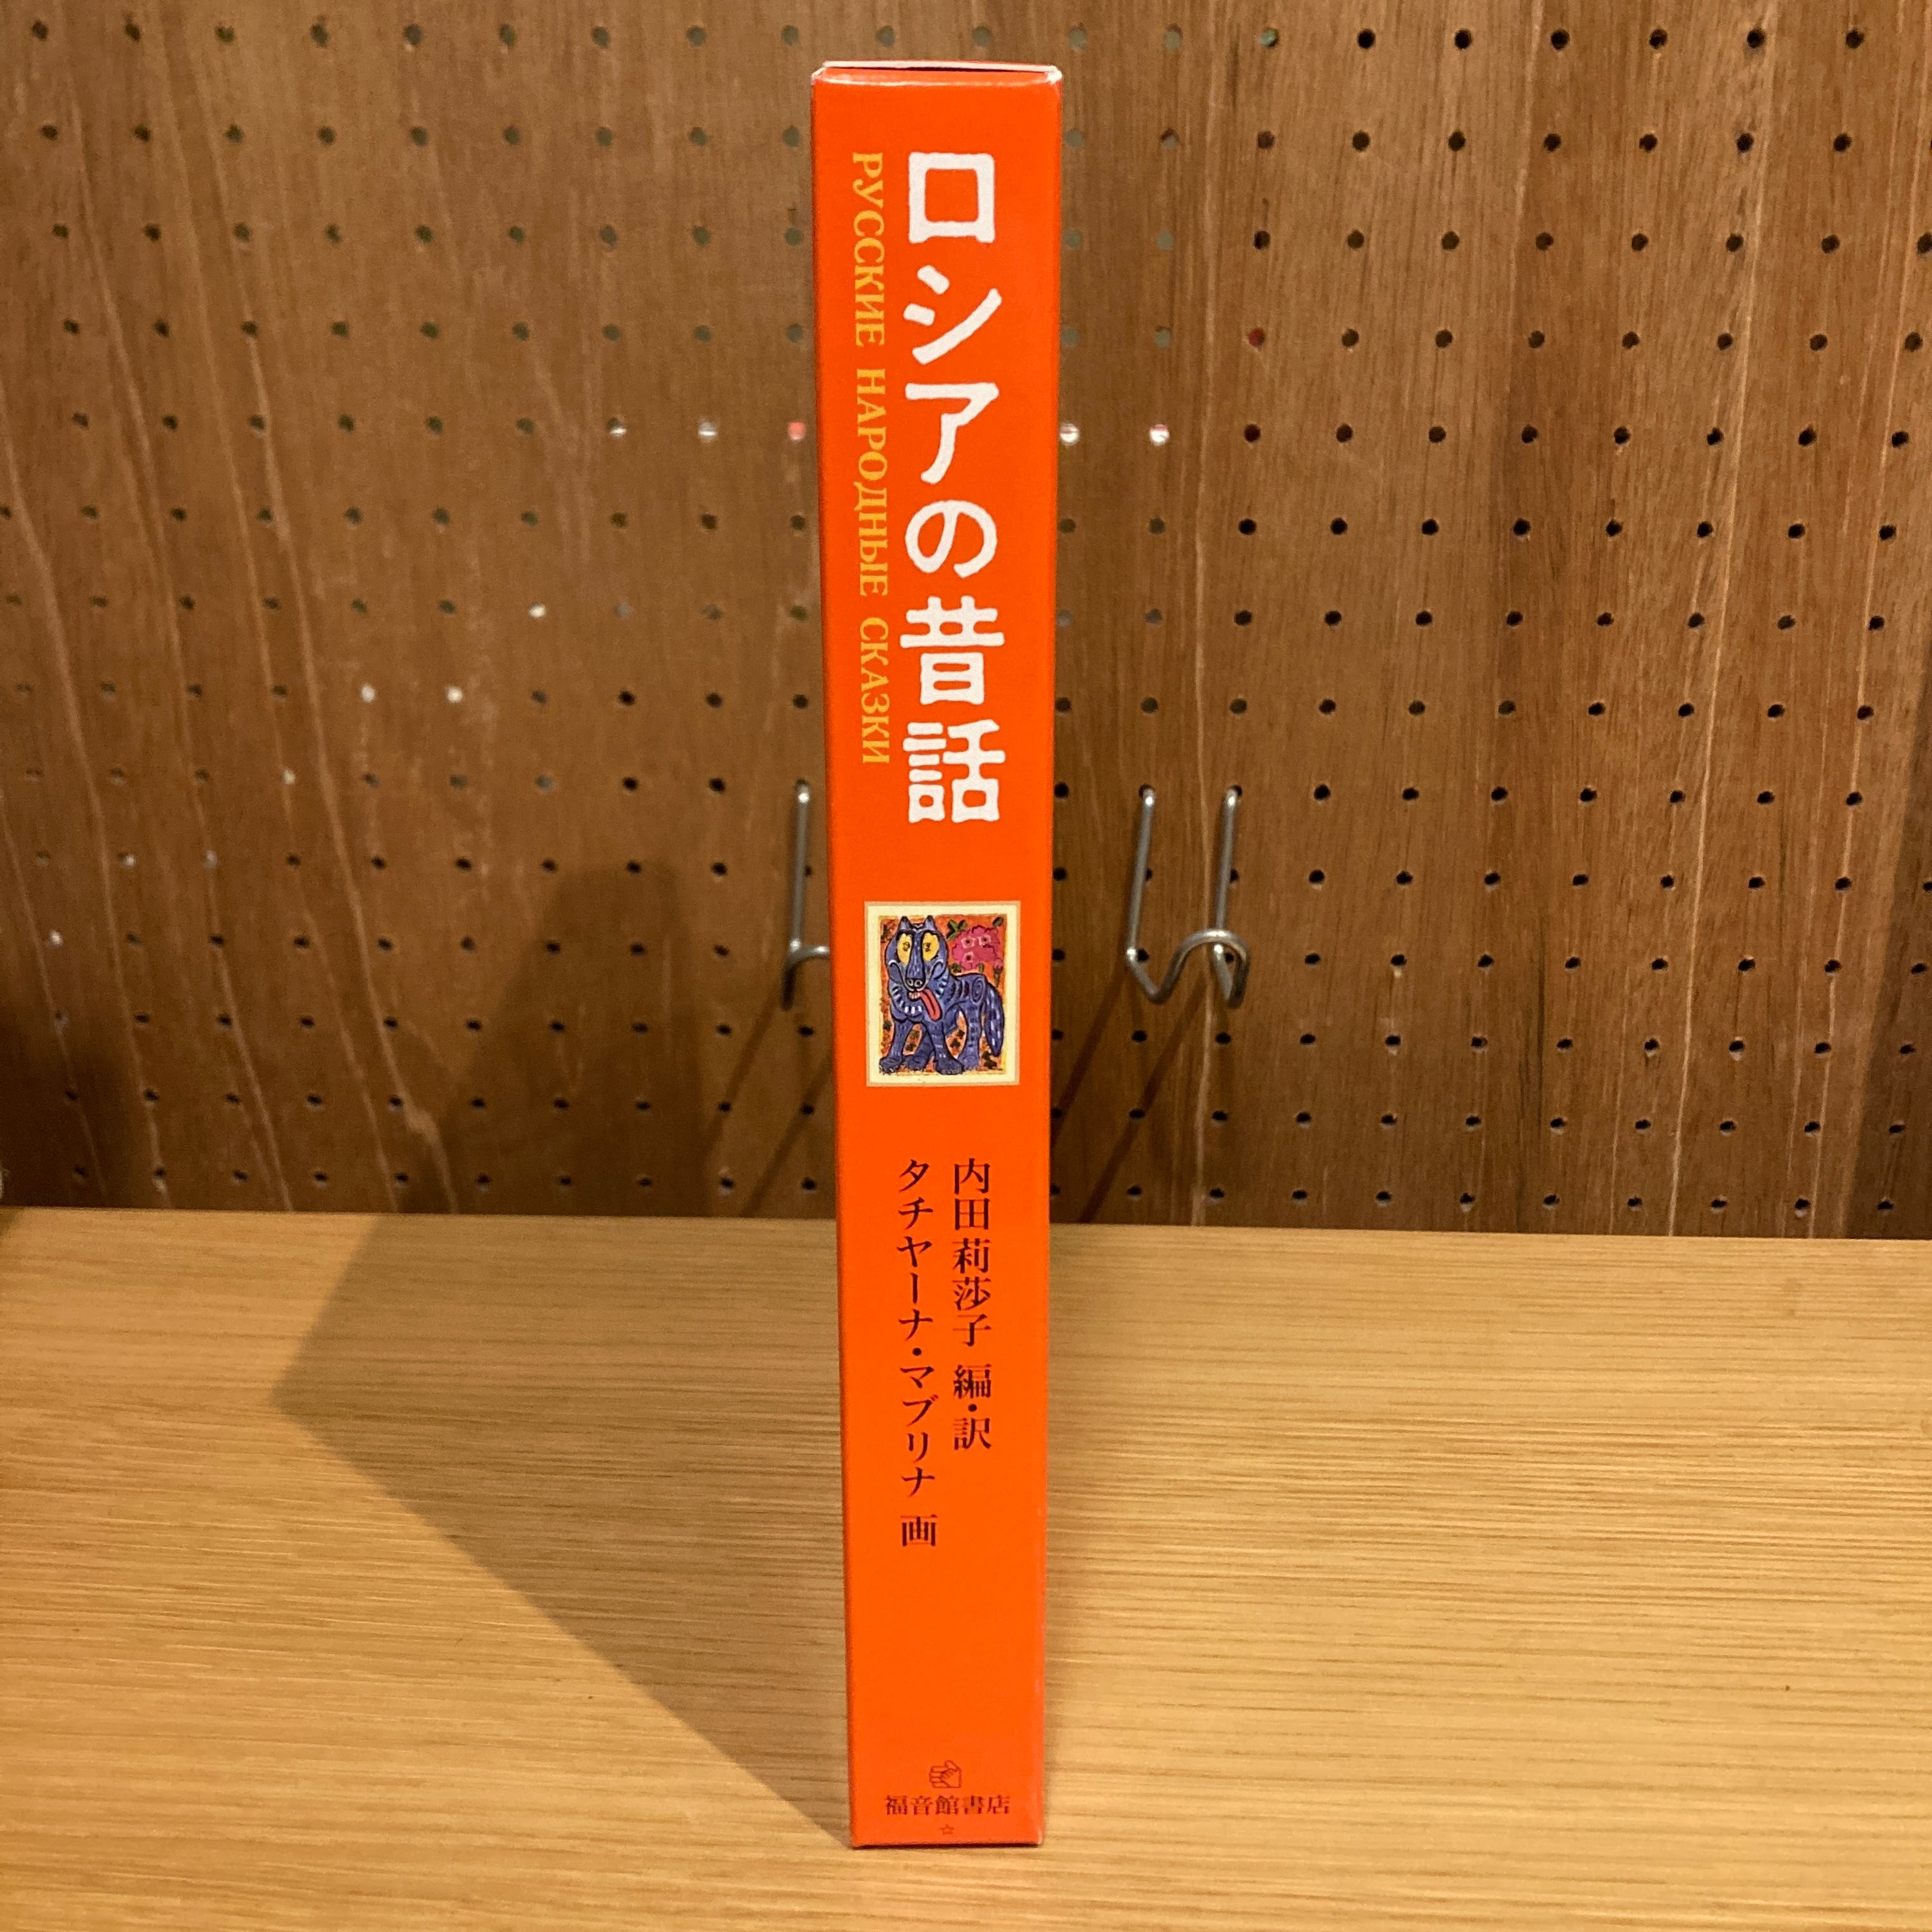 ロシアの昔話
РУССКИЕ НАРОДНЫЕ СКАЗКИ
内田莉莎子 編・訳
タチヤーナ・マブリナ 画
福音館書店
☆